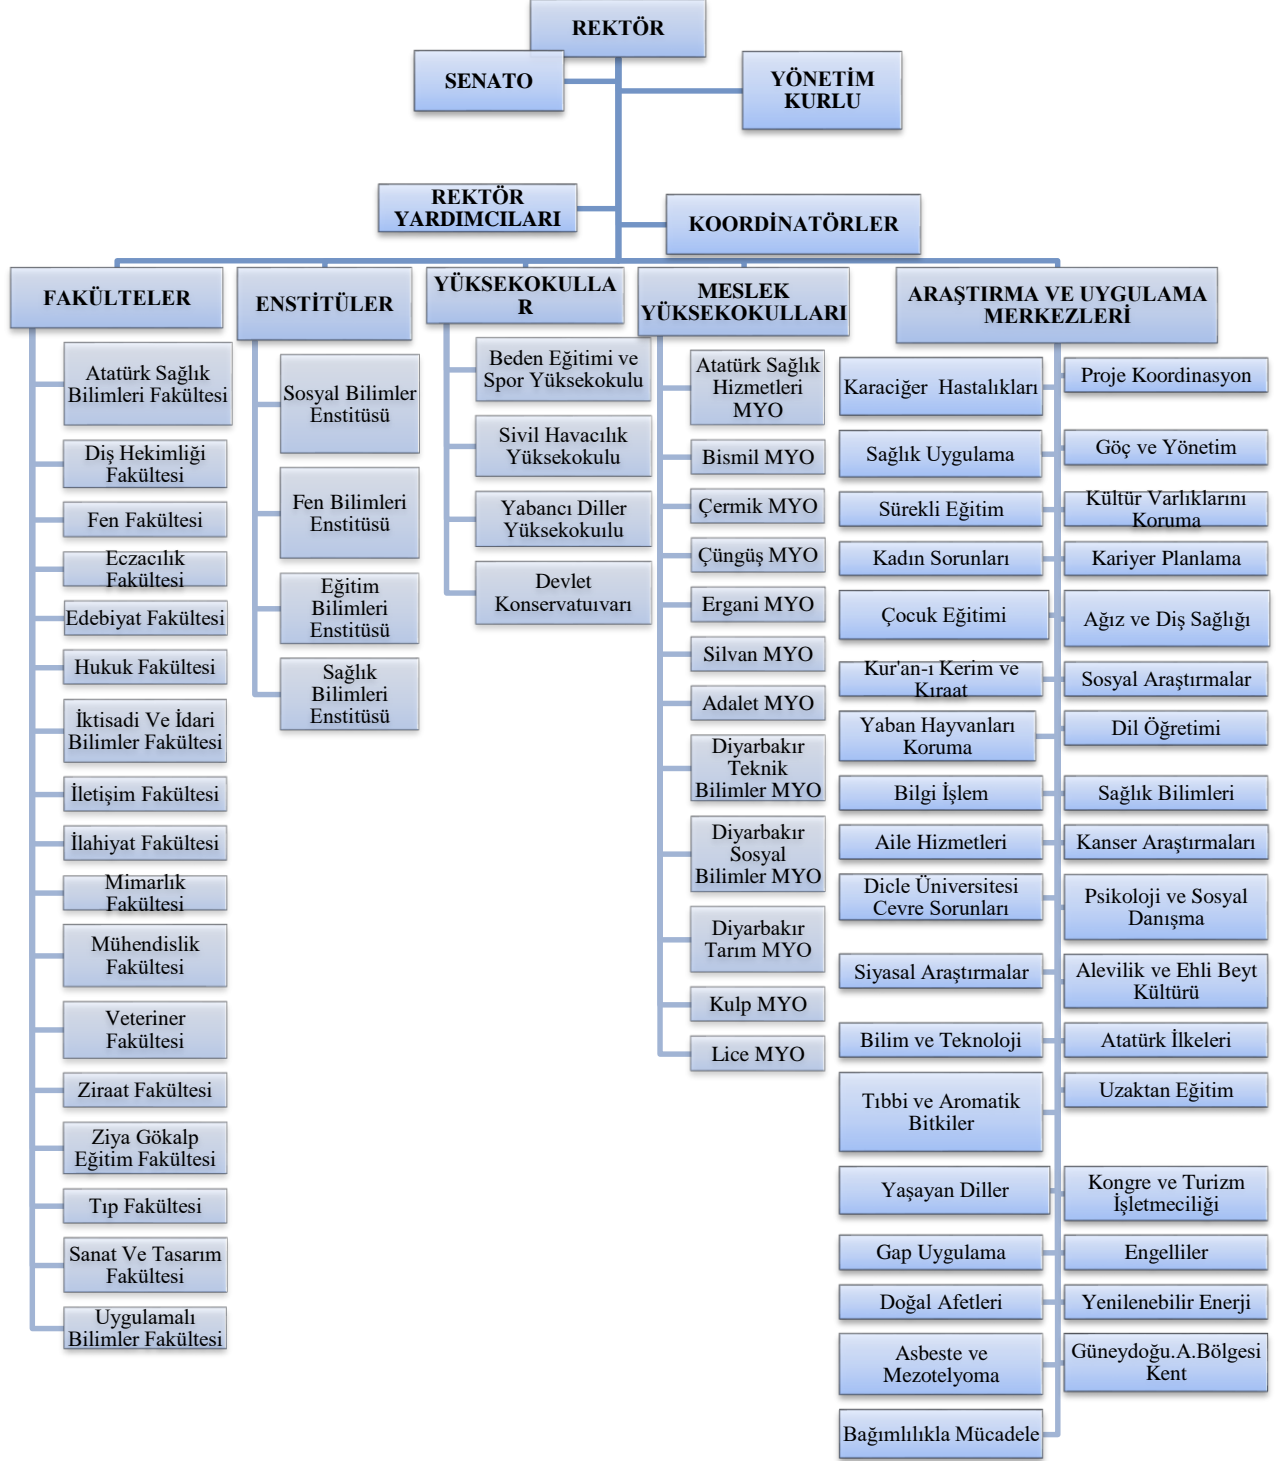 REKTÖR
SENATO
YÖNETİM
KURLU
REKTÖR
YARDIMCILARI
KOORDİNATÖRLER
FAKÜLTELER
Atatürk Sağlık
Bilimleri Fakültesi
Diş Hekimliği
Fakültesi
Fen Fakültesi
Eczacılık
Fakültesi
Edebiyat Fakültesi
Hukuk Fakültesi
İktisadi Ve İdari
Bilimler Fakültesi
İletişim Fakültesi
İlahiyat Fakültesi
Mimarlık
Fakültesi
Mühendislik
Fakültesi
Veteriner
Fakültesi
Ziraat Fakültesi
Ziya Gökalp
Eğitim Fakültesi
Tıp Fakültesi
Sanat Ve Tasarım
Fakültesi
Uygulamalı
Bilimler Fakültesi
ENSTİTÜLER
Sosyal Bilimler
Enstitüsü
Fen Bilimleri
Enstitüsü
Eğitim
Bilimleri
Enstitüsü
Sağlık
Bilimleri
Enstitüsü
YÜKSEKOKULLA
R
Beden Eğitimi ve
Spor Yüksekokulu
Sivil Havacılık
Yüksekokulu
Yabancı Diller
Yüksekokuılu
Devlet
Konservatuıvarı
MESLEK
YÜKSEKOKULLARI
Atatürk Sağlık
Hizmetleri
MYO
Bismil MYO
Çermik MYO
Çüngüş MYO
Ergani MYO
Silvan MYO
Adalet MYO
Diyarbakır
Teknik
Bilimler MYO
Diyarbakır
Sosyal
Bilimler MYO
Diyarbakır
Tarım MYO
Kulp MYO
Lice MYO
ARAŞTIRMA VE UYGULAMA
MERKEZLERİ
Karaciğer Hastalıkları
Proje Koordinasyon
Sağlık Uygulama
Göç ve Yönetim
Sürekli Eğitim
Kültür Varlıklarını
Koruma
Kadın Sorunları
Kariyer Planlama
Çocuk Eğitimi
Ağız ve Diş Sağlığı
Kur'an-ı Kerim ve
Kıraat
Sosyal Araştırmalar
Yaban Hayvanları
Koruma
Dil Öğretimi
Bilgi İşlem
Sağlık Bilimleri
Aile Hizmetleri
Kanser Araştırmaları
Dicle Üniversitesi
Cevre Sorunları
Psikoloji ve Sosyal
Danışma
Siyasal Araştırmalar
Alevilik ve Ehli Beyt
Kültürü
Bilim ve Teknoloji
Atatürk İlkeleri
Tıbbi ve Aromatik
Bitkiler
Uzaktan Eğitim
Yaşayan Diller
Kongre ve Turizm
İşletmeciliği
Gap Uygulama
Engelliler
Doğal Afetleri
Yenilenebilir Enerji
Asbeste ve
Mezotelyoma
Güneydoğu.A.Bölgesi
Kent
Bağımlılıkla Mücadele